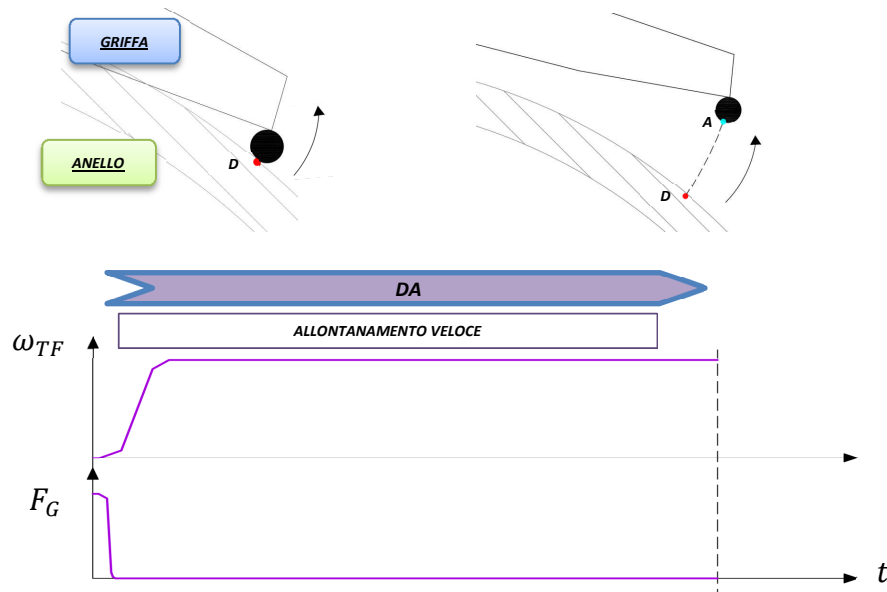 GRIFFA
ANELLO
D
A
D
DA
ALLONTANAMENTO VELOCE
ω_TF
F_G
t